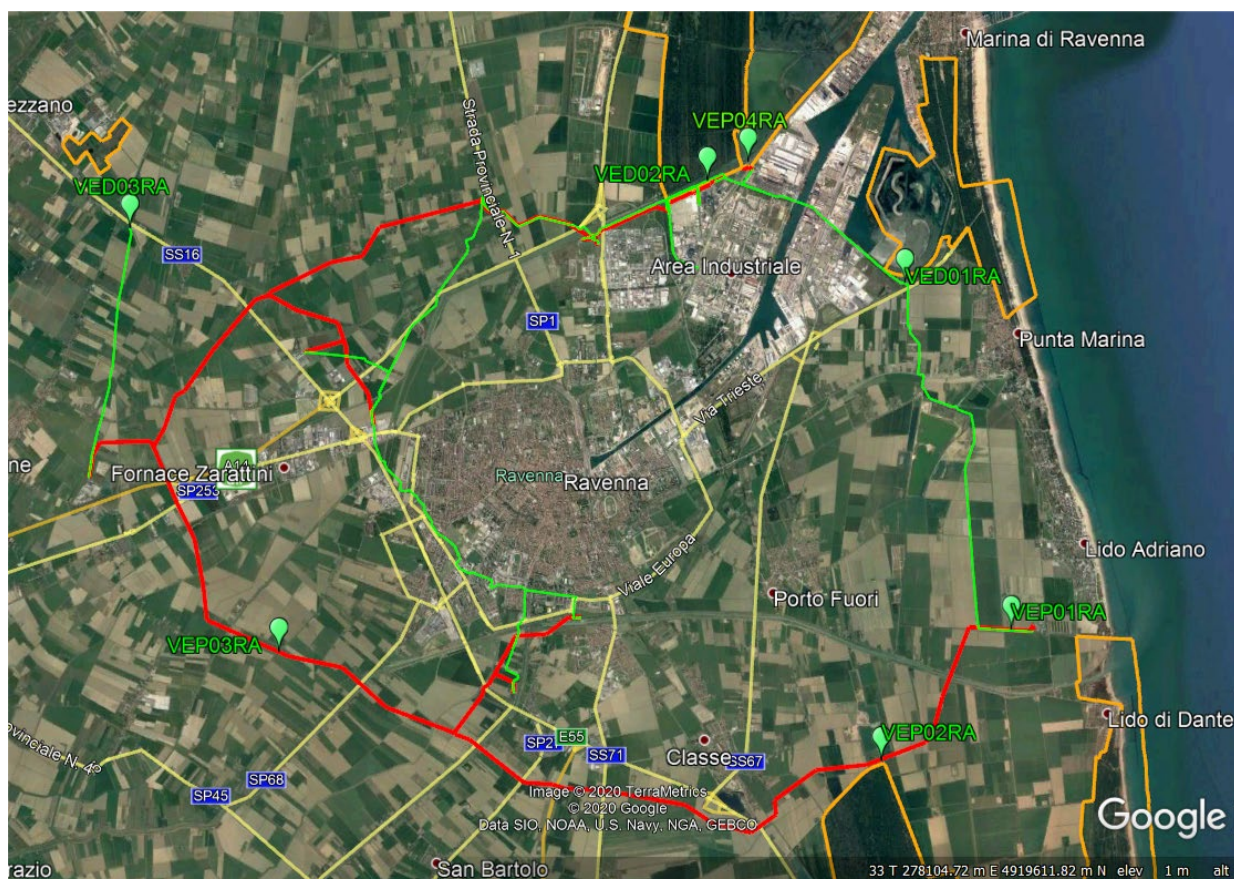 Marina di Ravenna
ezzano
Strada Provinciale N. 1
VEP04RA
VED02RA
VED03RA
SS16
Area Industriale
VED01RA
SP1
Punta Marina
Via Trieste
ne
Fornace Zarattini
A14
SP253
Ravenna
Ravenna
Lido Adriano
Viale Europa
Porto Fuori
VEP01RA
VEP03RA
Lido di Dante
VEP02RA
E55
SP27
SS71
Classe
SS67
rovinciale N. 43
SP68
SP45
Image © 2020 TerraMetrics
© 2020 Google
Data SIO, NOAA, U.S. Navy, NGA, GEBCO
Google
San Bartolo
razio
33 T 278104.72 m E 4919611.82 m N elev 1 m alt